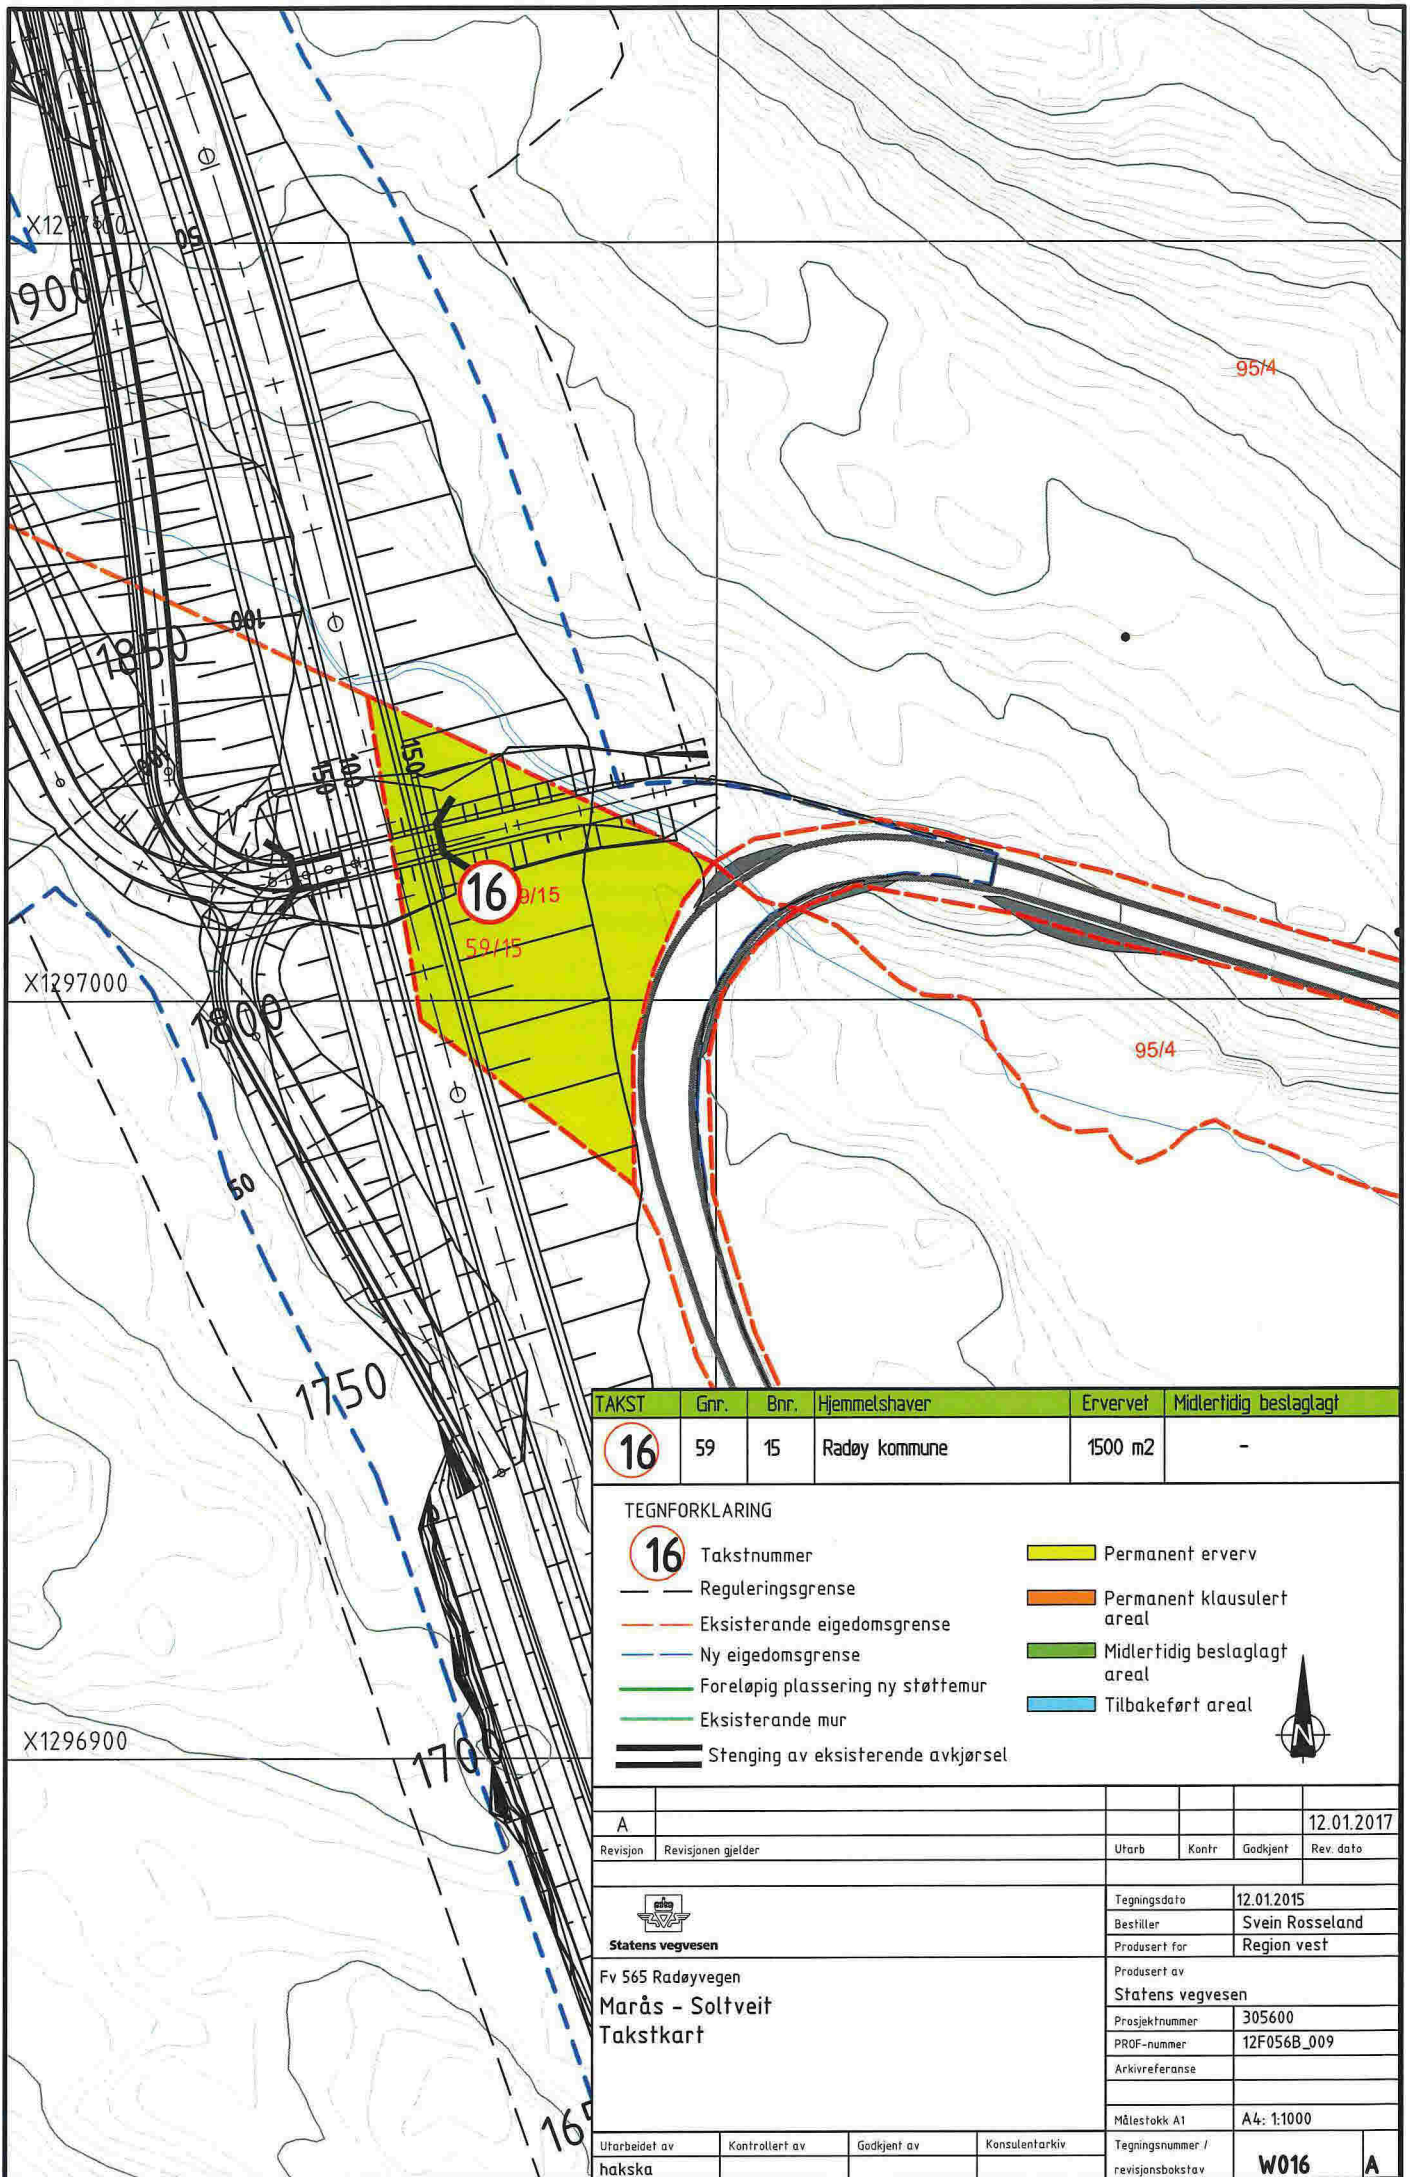 50
1900
95/4
100
1850
150
100
150
16 9/15
59/15
X1297000
1800
95/4
50
1750
TAKST Gnr. Bnr. Hjemmelshaver Ervervet Midlertidig beslaglagt
16 59 15 Radøy kommune 1500 m2 -
TEGNFORKLARING
16 Takstnummer
Reguleringsgrense
Eksisterande eigedomsgrense
Ny eigedomsgrense
Foreløpig plassering ny støttemur
Eksisterande mur
Stenging av eksisterende avkjørsel
Permanent erverv
Permanent klausulert
areal
Midlertidig beslaglagt
areal
Tilbakeført areal
N
X1296900
170
A 12.01.2017
Revisjon Revisjonen gjelder Utarb Kontr Godkjent Rev. dato
Statens vegvesen
Tegningsdato 12.01.2015
Bestiller Svein Rosseland
Produsert for Region vest
Fv 565 Radøyvegen
Marås - Soltveit
Takstkart
Produsert av
Statens vegvesen
Prosjektnummer 305600
PROF-nummer 12F056B_009
Arkivreferanse
Målestokk A1 A4: 1:1000
165
Utarbeidet av Kontrollert av Godkjent av Konsulentarkiv
hakska
Tegningsnummer /
revisjonsbokstav W016 A